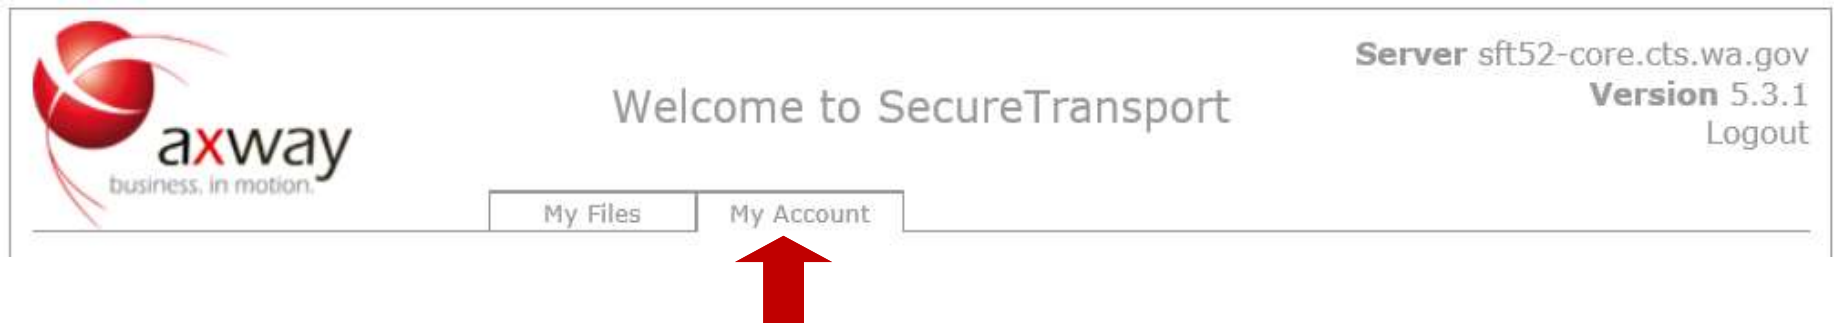 axway
business. in motion.
Welcome to SecureTransport
Server sft52-core.cts.wa.gov
Version 5.3.1
Logout
My Files
My Account